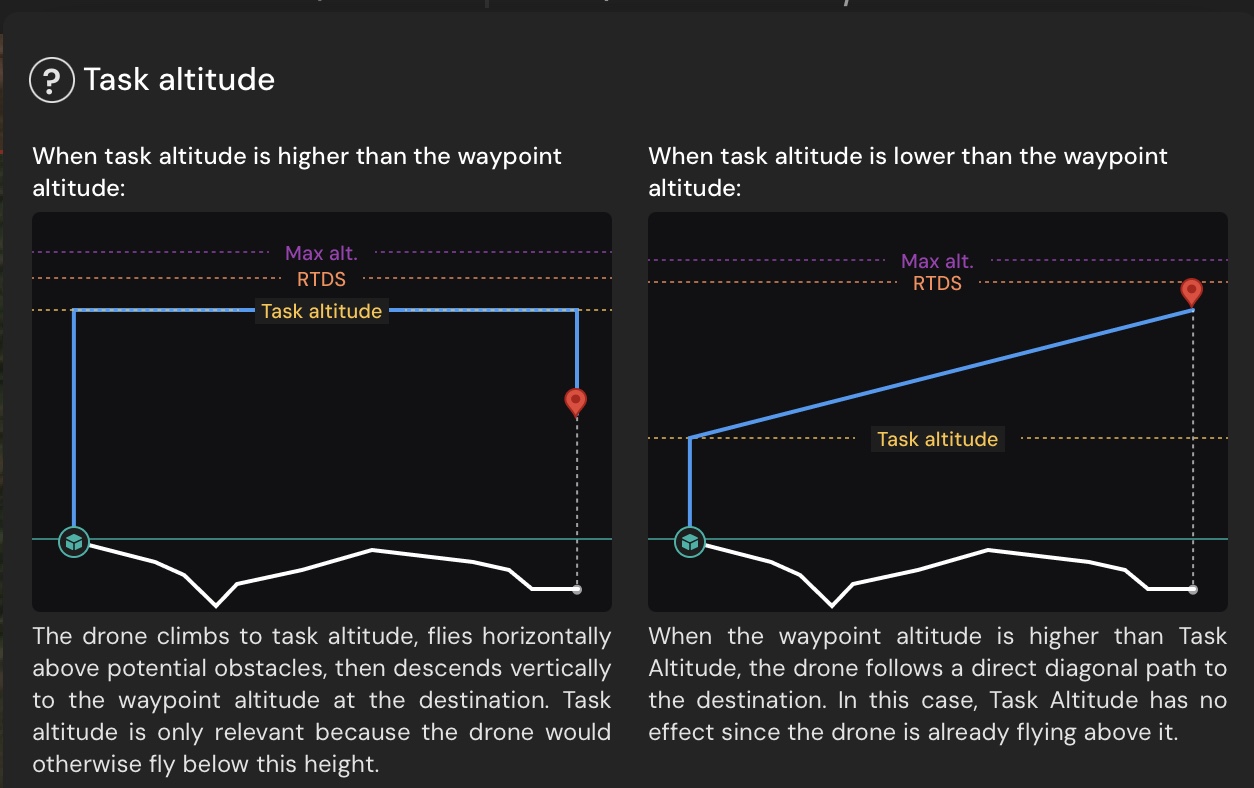 ? Task altitude
When task altitude is higher than the waypoint
altitude:
Max alt.
RTDS
Task altitude
The drone climbs to task altitude, flies horizontally
above potential obstacles, then descends vertically
to the waypoint altitude at the destination. Task
altitude is only relevant because the drone would
otherwise fly below this height.
When task altitude is lower than the waypoint
altitude:
Max alt.
RTDS
Task altitude
When the waypoint altitude is higher than Task
Altitude, the drone follows a direct diagonal path to
the destination. In this case, Task Altitude has no
effect since the drone is already flying above it.